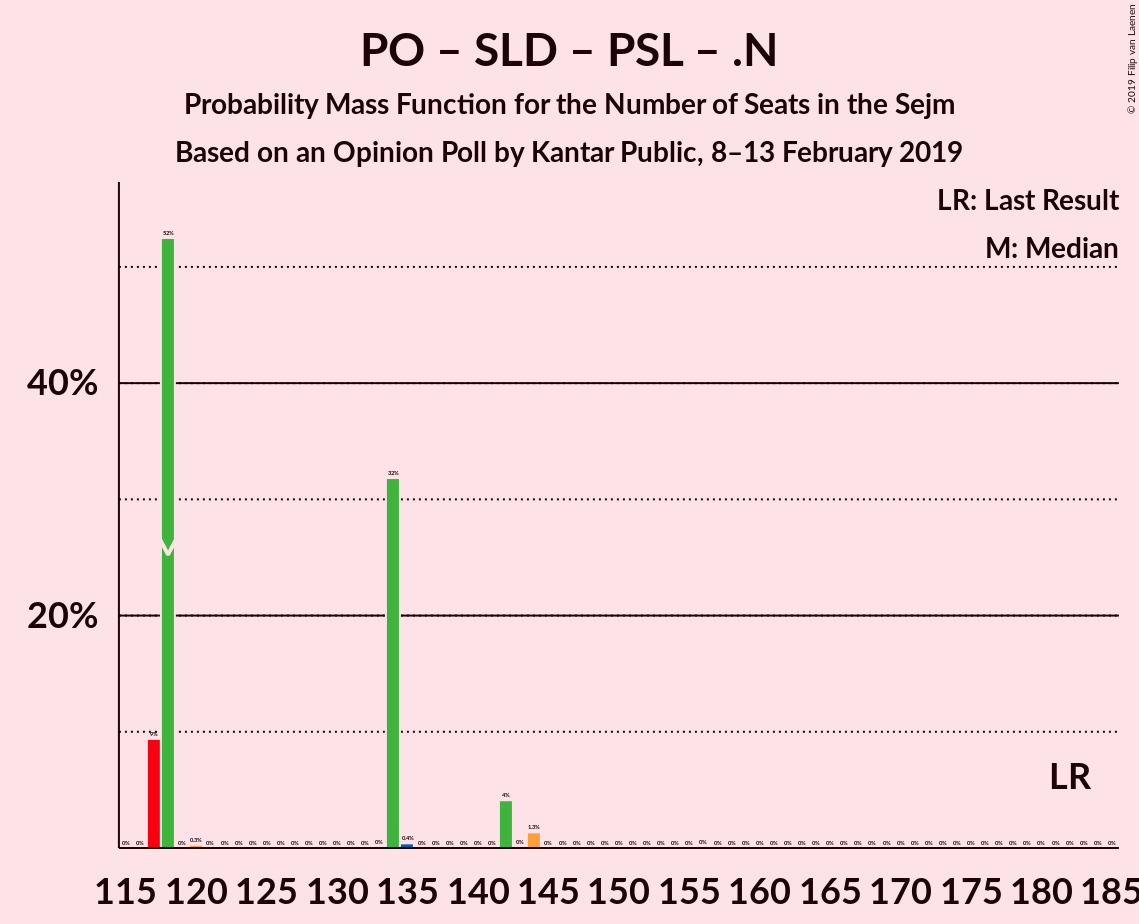 PO – SLD – PSL – .N
Probability Mass Function for the Number of Seats in the Sejm
Based on an Opinion Poll by Kantar Public, 8–13 February 2019
© 2019 Filip van Laenen
LR: Last Result
M: Median
40%
20%
52%
32%
9%
4%
1.3%
0.4%
0.3%
LR
115 120 125 130 135 140 145 150 155 160 165 170 175 180 185